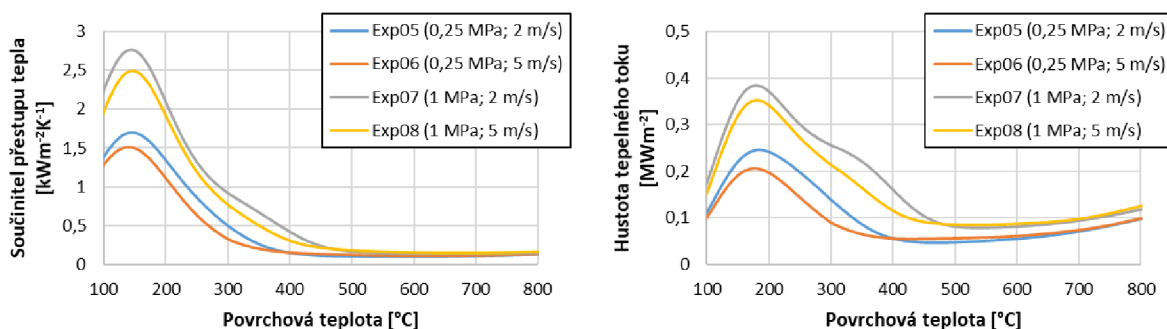 Součinitel přestupu tepla
[kWm⁻²K⁻¹]
3
2,5
2
1,5
1
0,5
0
100 200 300 400 500 600 700 800
Povrchová teplota [°C]
Exp05 (0,25 MPa; 2 m/s)
Exp06 (0,25 MPa; 5 m/s)
Exp07 (1 MPa; 2 m/s)
Exp08 (1 MPa; 5 m/s)
Hustota tepelného toku
[MWm⁻²]
0,5
0,4
0,3
0,2
0,1
0
100 200 300 400 500 600 700 800
Povrchová teplota [°C]
Exp05 (0,25 MPa; 2 m/s)
Exp06 (0,25 MPa; 5 m/s)
Exp07 (1 MPa; 2 m/s)
Exp08 (1 MPa; 5 m/s)